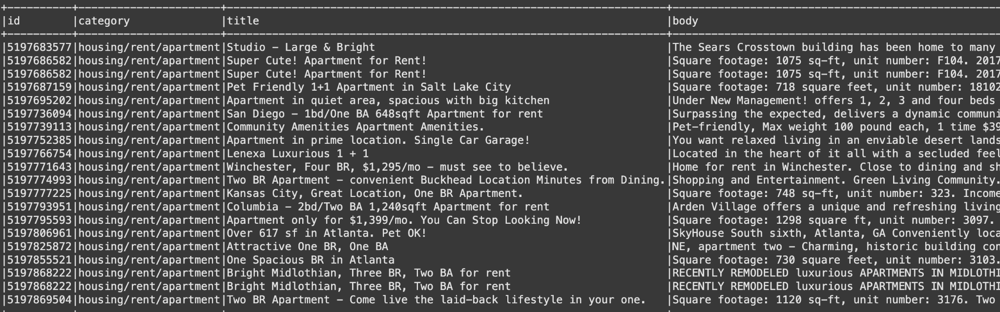 +----------+----------------------+---------------------------------------------------------------------+---------------------------------------------------
|id        |category              |title                                                                |body
+----------+----------------------+---------------------------------------------------------------------+---------------------------------------------------
|5197683577|housing/rent/apartment|Studio - Large & Bright                                              |The Sears Crosstown building has been home to many
|5197686582|housing/rent/apartment|Super Cute! Apartment for Rent!                                      |Square footage: 1075 sq-ft, unit number: F104. 2017
|5197686582|housing/rent/apartment|Super Cute! Apartment for Rent!                                      |Square footage: 1075 sq-ft, unit number: F104. 2017
|5197687159|housing/rent/apartment|Pet Friendly 1+1 Apartment in Salt Lake City                         |Square footage: 718 square feet, unit number: 18102
|5197695202|housing/rent/apartment|Apartment in quiet area, spacious with big kitchen                   |Under New Management! offers 1, 2, 3 and four beds
|5197736094|housing/rent/apartment|San Diego - 1bd/One BA 648sqft Apartment for rent                    |Surpassing the expected, delivers a dynamic communi
|5197739113|housing/rent/apartment|Community Amenities Apartment Amenities.                             |Pet-friendly, Max weight 100 pound each, 1 time $39
|5197752385|housing/rent/apartment|Apartment in prime location. Single Car Garage!                      |You want relaxed living in an enviable desert lands
|5197766754|housing/rent/apartment|Lenexa Luxurious 1 + 1                                               |Located in the heart of it all with a secluded feel
|5197771643|housing/rent/apartment|Winchester, Four BR, $1,295/mo - must see to believe.                |Home for rent in Winchester. Close to dining and sh
|5197774993|housing/rent/apartment|Two BR Apartment - convenient Buckhead Location Minutes from Dining. |Shopping and Entertainment. Green Living Community.
|5197777225|housing/rent/apartment|Kansas City, Great Location, One BR Apartment.                       |Square footage: 748 sq-ft, unit number: 323. Income
|5197793951|housing/rent/apartment|Columbia - 2bd/Two BA 1,240sqft Apartment for rent                   |Arden Village offers a unique and refreshing living
|5197795593|housing/rent/apartment|Apartment only for $1,399/mo. You Can Stop Looking Now!              |Square footage: 1298 square ft, unit number: 3097.
|5197806961|housing/rent/apartment|Over 617 sf in Atlanta. Pet OK!                                      |SkyHouse South sixth, Atlanta, GA Conveniently loca
|5197825872|housing/rent/apartment|Attractive One BR, One BA                                            |NE, apartment two - Charming, historic building con
|5197855521|housing/rent/apartment|One Spacious BR in Atlanta                                           |Square footage: 730 square feet, unit number: 3103.
|5197868222|housing/rent/apartment|Bright Midlothian, Three BR, Two BA for rent                         |RECENTLY REMODELED luxurious APARTMENTS IN MIDLOTHI
|5197868222|housing/rent/apartment|Bright Midlothian, Three BR, Two BA for rent                         |RECENTLY REMODELED luxurious APARTMENTS IN MIDLOTHI
|5197869504|housing/rent/apartment|Two BR Apartment - Come live the laid-back lifestyle in your one.    |Square footage: 1120 sq-ft, unit number: 3176. Two